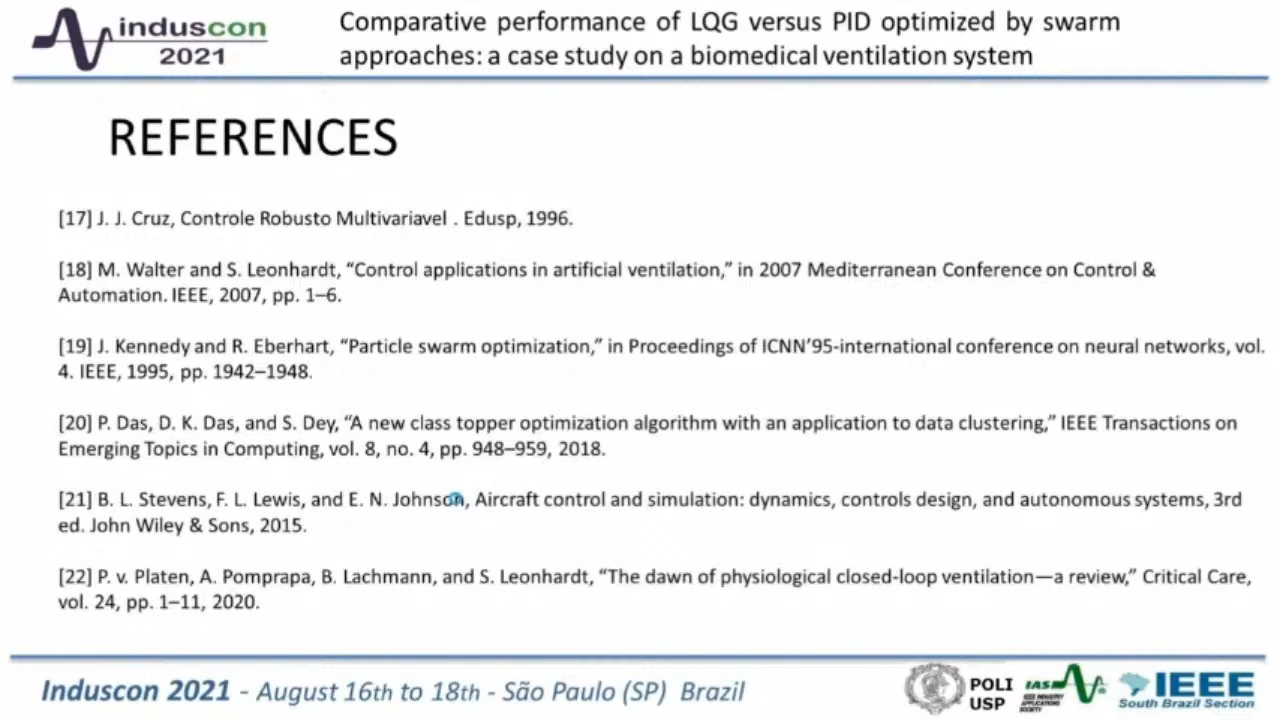 induscon
2021
Comparative performance of LQG versus PID optimized by swarm
approaches: a case study on a biomedical ventilation system
REFERENCES
[17] J. J. Cruz, Controle Robusto Multivariavel . Edusp, 1996.
[18] M. Walter and S. Leonhardt, “Control applications in artificial ventilation,” in 2007 Mediterranean Conference on Control &
Automation. IEEE, 2007, pp. 1–6.
[19] J. Kennedy and R. Eberhart, “Particle swarm optimization,” in Proceedings of ICNN’95-international conference on neural networks, vol.
4. IEEE, 1995, pp. 1942–1948.
[20] P. Das, D. K. Das, and S. Dey, “A new class topper optimization algorithm with an application to data clustering,” IEEE Transactions on
Emerging Topics in Computing, vol. 8, no. 4, pp. 948–959, 2018.
[21] B. L. Stevens, F. L. Lewis, and E. N. Johnson, Aircraft control and simulation: dynamics, controls design, and autonomous systems, 3rd
ed. John Wiley & Sons, 2015.
[22] P. v. Platen, A. Pomprapa, B. Lachmann, and S. Leonhardt, “The dawn of physiological closed-loop ventilation—a review,” Critical Care,
vol. 24, pp. 1–11, 2020.
Induscon 2021 - August 16th to 18th - São Paulo (SP) Brazil
POLI
USP
IAS
IEEE INDUSTRY
APPLICATIONS
SOCIETY
IEEE
South Brazil Section